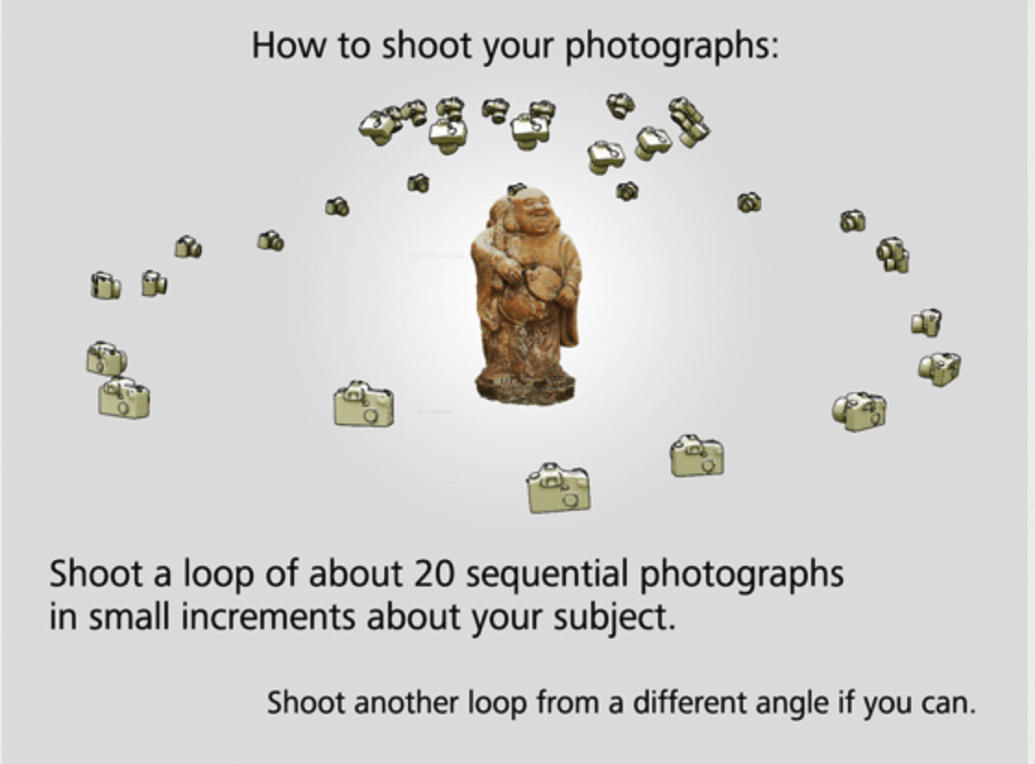 How to shoot your photographs:
Shoot a loop of about 20 sequential photographs
in small increments about your subject.
Shoot another loop from a different angle if you can.